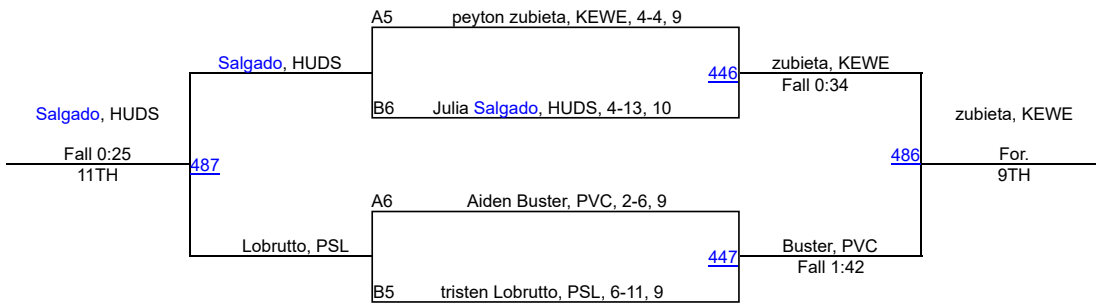 A5
peyton zubieta, KEWE, 4-4, 9
Salgado, HUDS
446
zubieta, KEWE
Fall 0:34
B6
Julia Salgado, HUDS, 4-13, 10
Salgado, HUDS
zubieta, KEWE
Fall 0:25
487
11TH
486
For.
9TH
A6
Aiden Buster, PVC, 2-6, 9
Lobrutto, PSL
447
Buster, PVC
Fall 1:42
B5
tristen Lobrutto, PSL, 6-11, 9